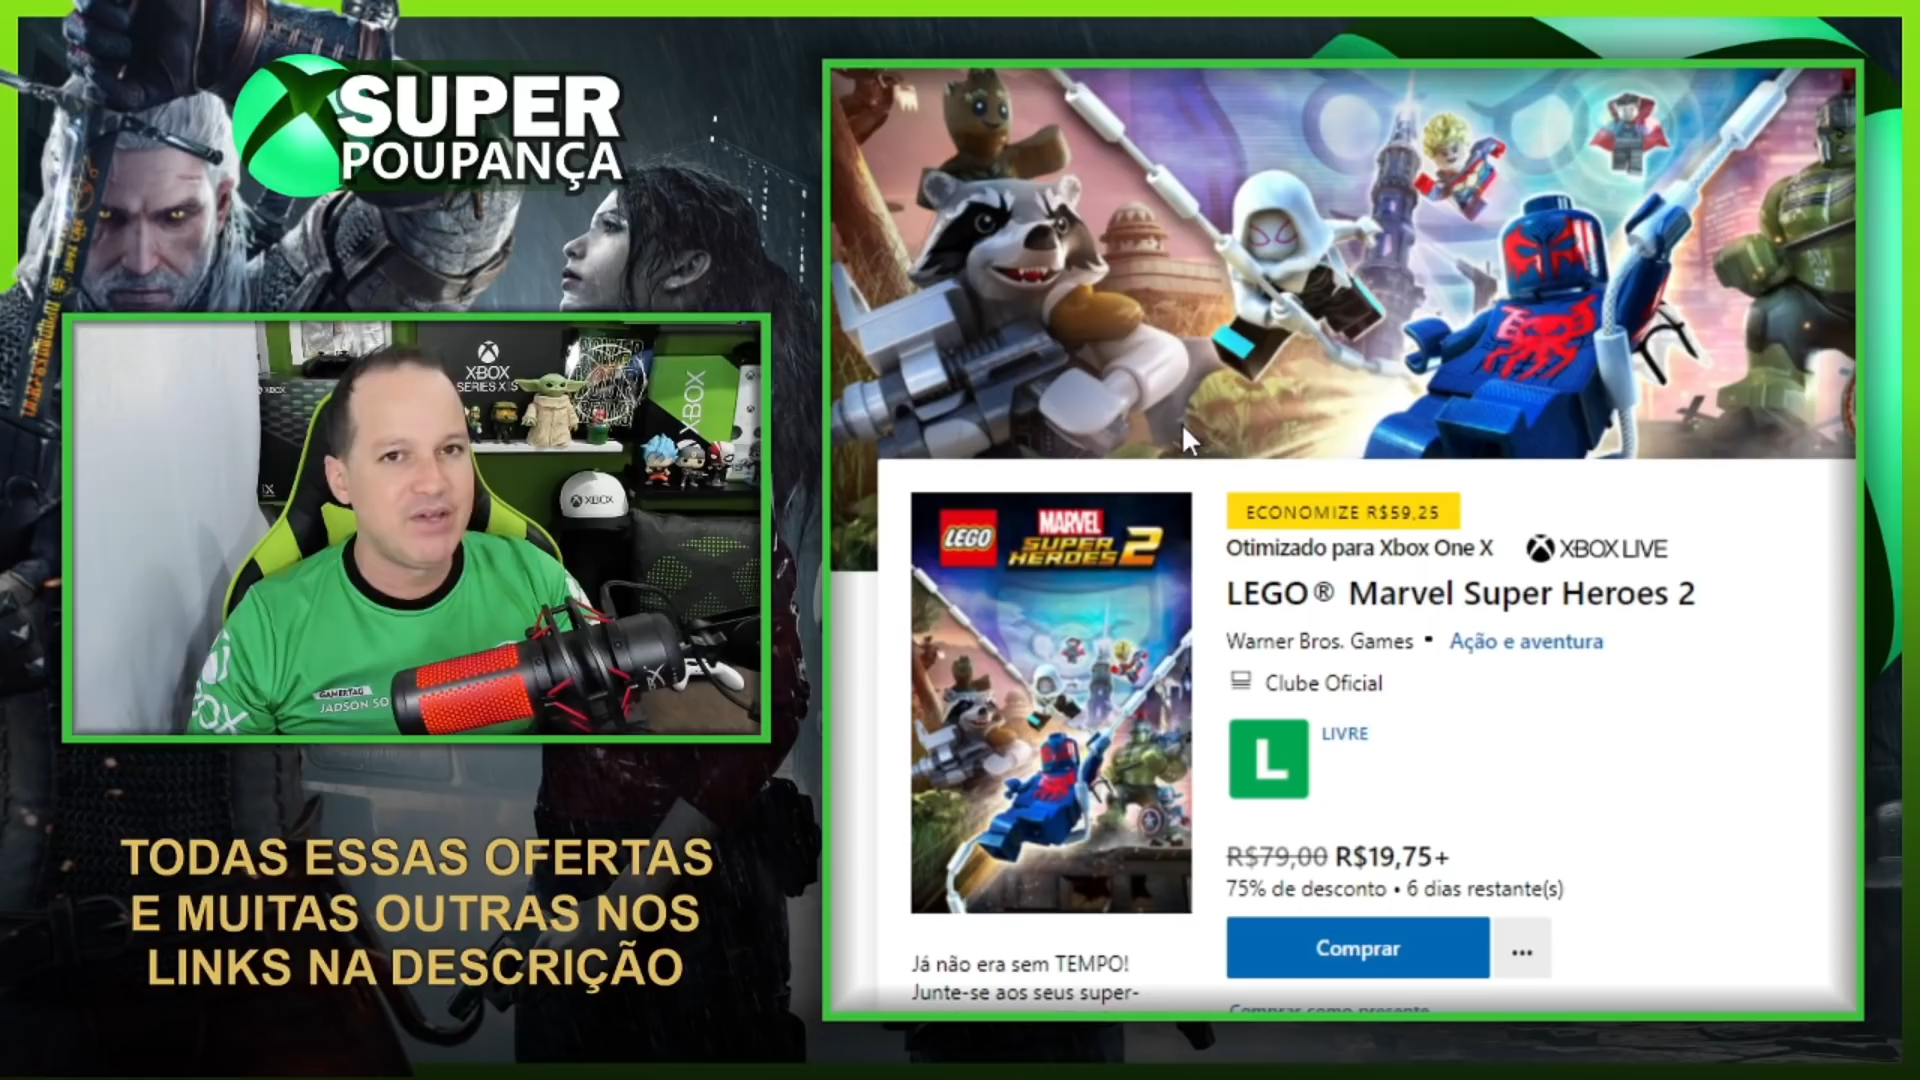 SUPER
POUPANÇA
XBOX
SERIES X|S
XBOX
XBOX
GAMERTAG
JADSON SO
TODAS ESSAS OFERTAS
E MUITAS OUTRAS NOS
LINKS NA DESCRIÇÃO
LEGO
MARVEL
SUPER
HEROES 2
ECONOMIZE R$59,25
Otimizado para Xbox One X XBOX LIVE
LEGO® Marvel Super Heroes 2
Warner Bros. Games • Ação e aventura
Clube Oficial
L LIVRE
R$79,00 R$19,75+
75% de desconto • 6 dias restante(s)
Comprar ...
Comprar como presente
Já não era sem TEMPO!
Junte-se aos seus super-